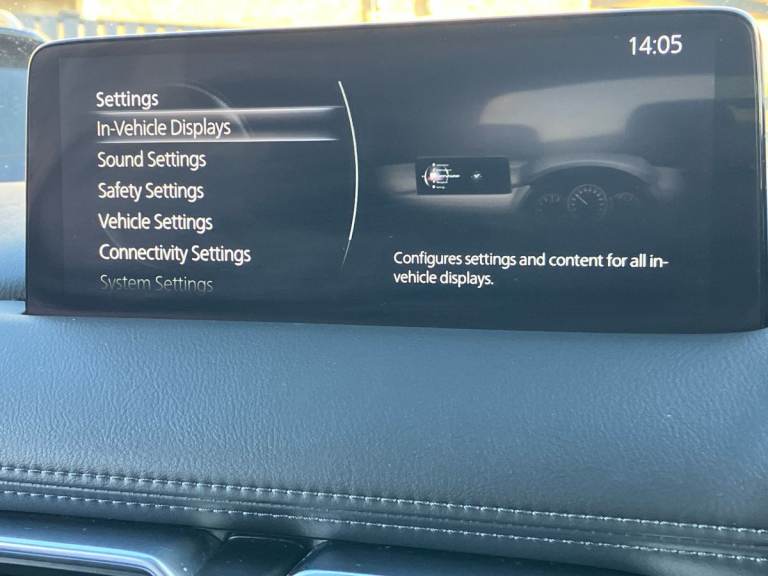 14:05
Settings
In-Vehicle Displays
Sound Settings
Safety Settings
Vehicle Settings
Connectivity Settings
System Settings
Configures settings and content for all in-
vehicle displays.